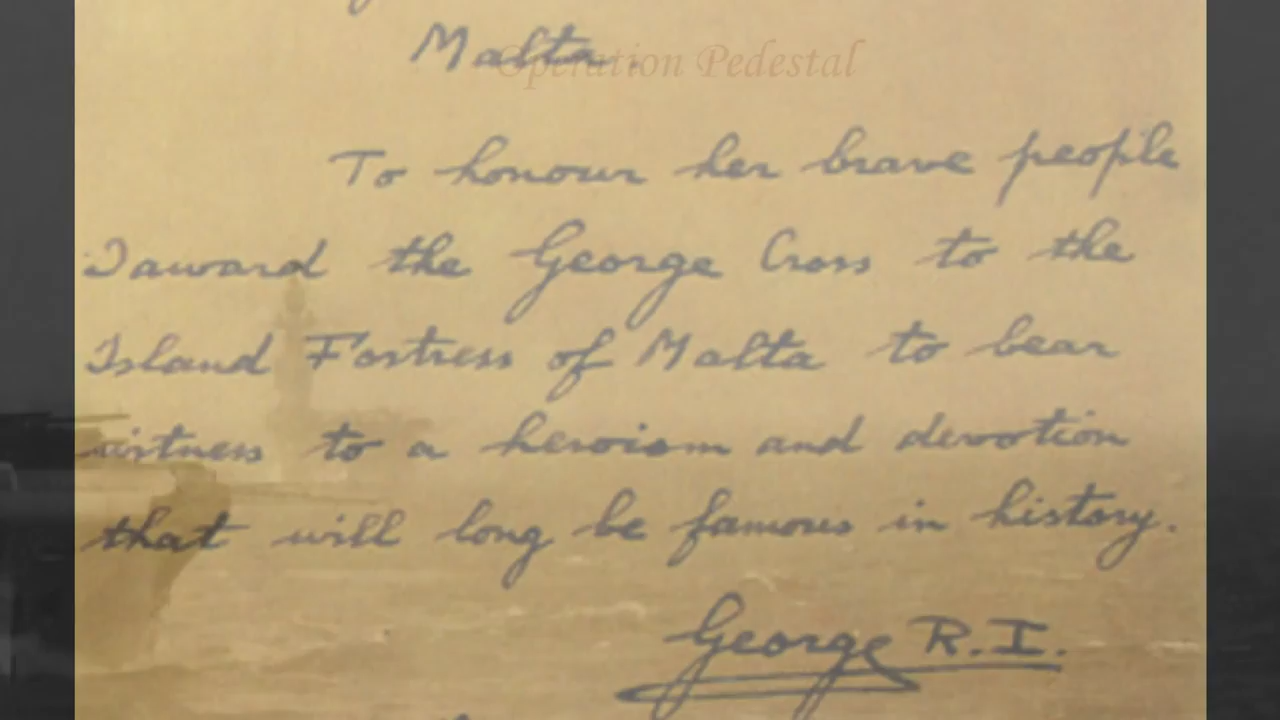 Malta.
Operation Pedestal
To honour her brave people
I award the George Cross to the
Island Fortress of Malta to bear
witness to a heroism and devotion
that will long be famous in history.
George R.I.